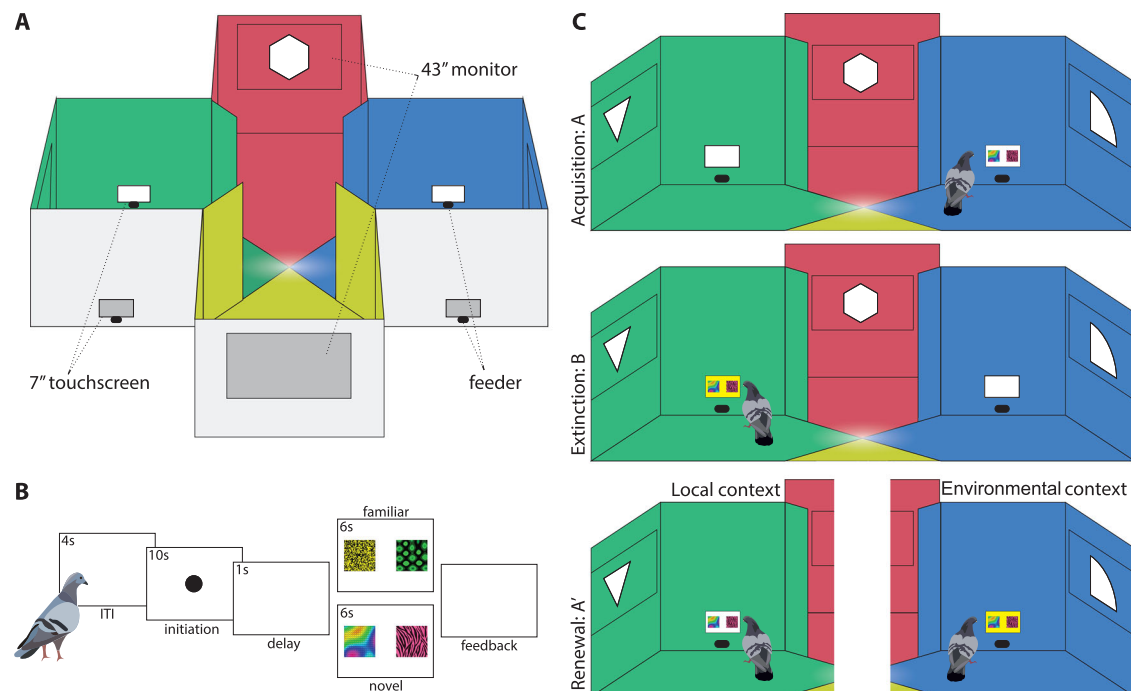 A
43″ monitor
7″ touchscreen
feeder
B
4s
ITI
10s
initiation
1s
delay
familiar
6s
6s
novel
feedback
C
Acquisition: A
Extinction: B
Local context
Environmental context
Renewal: A′